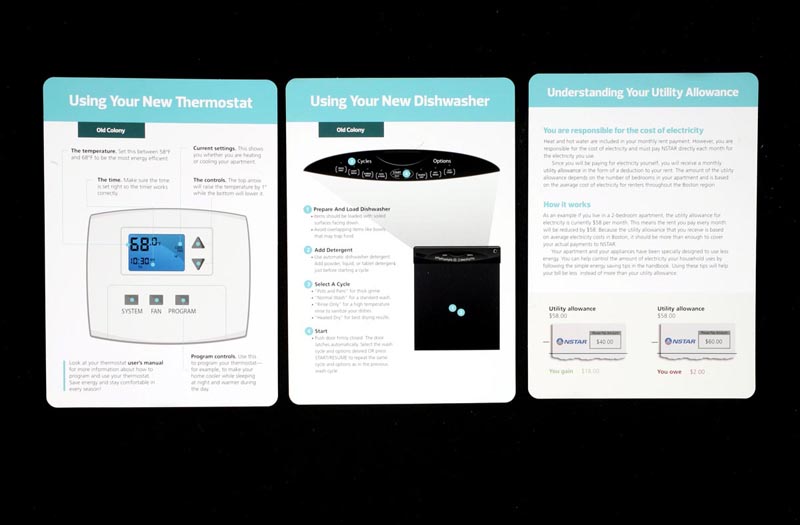 Using Your New Thermostat
Old Colony
The temperature. Set this between 58°F
and 68°F to be the most energy efficient.
Current settings. This shows
you whether you are heating
or cooling your apartment.
The time. Make sure the time
is set right so the timer works
correctly.
The controls. The top arrow
will raise the temperature by 1°
while the bottom will lower it.
68.0
10:30
SYSTEM FAN PROGRAM
Look at your thermostat user's manual
for more information about how to
program and use your thermostat.
Save energy and stay comfortable in
every season!
Program controls. Use this
to program your thermostat—
for example, to make your
home cooler while sleeping
at night and warmer during
the day.
Using Your New Dishwasher
Old Colony
Cycles Options
1 Prepare And Load Dishwasher
• Items should be loaded with soiled
surfaces facing down.
• Avoid overlapping items like bowls
that may trap food.
2 Add Detergent
• Use automatic dishwasher detergent.
Add powder, liquid, or tablet detergent
just before starting a cycle.
3 Select A Cycle
• "Pots and Pans" for thick grime.
• "Normal Wash" for a standard wash.
• "Rinse Only" for a high temperature
rinse to sanitize your dishes.
• "Heated Dry" for best drying results.
4 Start
• Push door firmly closed. The door
latches automatically. Select the wash
cycle and options desired OR press
START/RESUME to repeat the same
cycle and options as in the previous
wash cycle.
Understanding Your Utility Allowance
You are responsible for the cost of electricity
Heat and hot water are included in your monthly rent payment. However, you are
responsible for the cost of electricity and must pay NSTAR directly each month for
the electricity you use.
Since you will be paying for electricity yourself, you will receive a monthly
utility allowance in the form of a deduction to your rent. The amount of the utility
allowance depends on the number of bedrooms in your apartment and is based
on the average cost of electricity for renters throughout the Boston region.
How it works
As an example if you live in a 2-bedroom apartment, the utility allowance for
electricity is currently $58 per month. This means the rent you pay every month
will be reduced by $58. Because the utility allowance that you receive is based
on average electricity costs in Boston, it should be more than enough to cover
your actual payments to NSTAR.
Your apartment and your appliances have been specially designed to use less
energy. You can help control the amount of electricity your household uses by
following the simple energy saving tips in the handbook. Using these tips will help
your bill be less instead of more than your utility allowance.
Utility allowance
$58.00
Please Pay Amount
NSTAR $40.00
You gain $18.00
Utility allowance
$58.00
Please Pay Amount
NSTAR $60.00
You owe $2.00